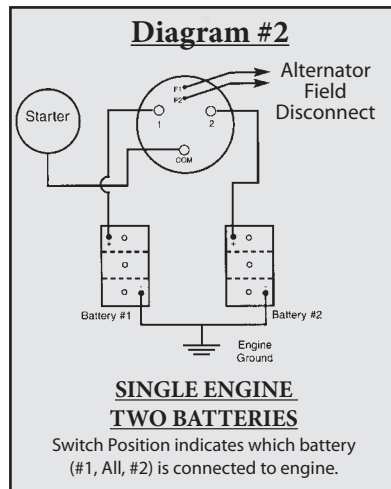 Diagram #2
F1
F2
Alternator
Field
Disconnect
Starter
1
2
COM
+
+
-
-
Battery #1
Battery #2
Engine
Ground
SINGLE ENGINE
TWO BATTERIES
Switch Position indicates which battery
(#1, All, #2) is connected to engine.